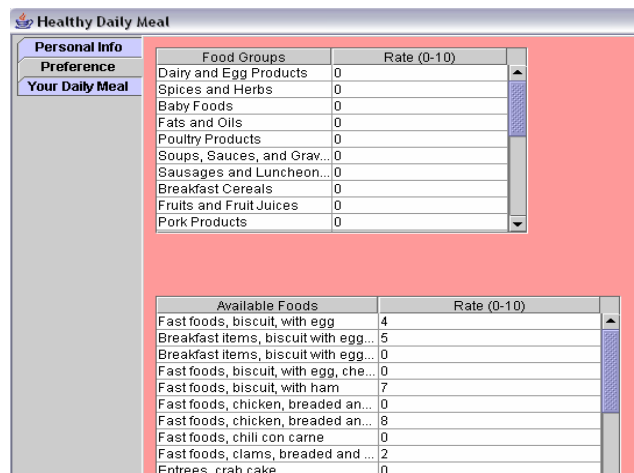 Healthy Daily Meal
Personal Info
Preference
Your Daily Meal
Food Groups Rate (0-10)
Dairy and Egg Products 0
Spices and Herbs 0
Baby Foods 0
Fats and Oils 0
Poultry Products 0
Soups, Sauces, and Grav... 0
Sausages and Luncheon... 0
Breakfast Cereals 0
Fruits and Fruit Juices 0
Pork Products 0
Available Foods Rate (0-10)
Fast foods, biscuit, with egg 4
Breakfast items, biscuit with egg... 5
Breakfast items, biscuit with egg... 0
Fast foods, biscuit, with egg, che... 0
Fast foods, biscuit, with ham 7
Fast foods, chicken, breaded an... 0
Fast foods, chicken, breaded an... 8
Fast foods, chili con carne 0
Fast foods, clams, breaded and ... 2
Entrees, crab cake 0